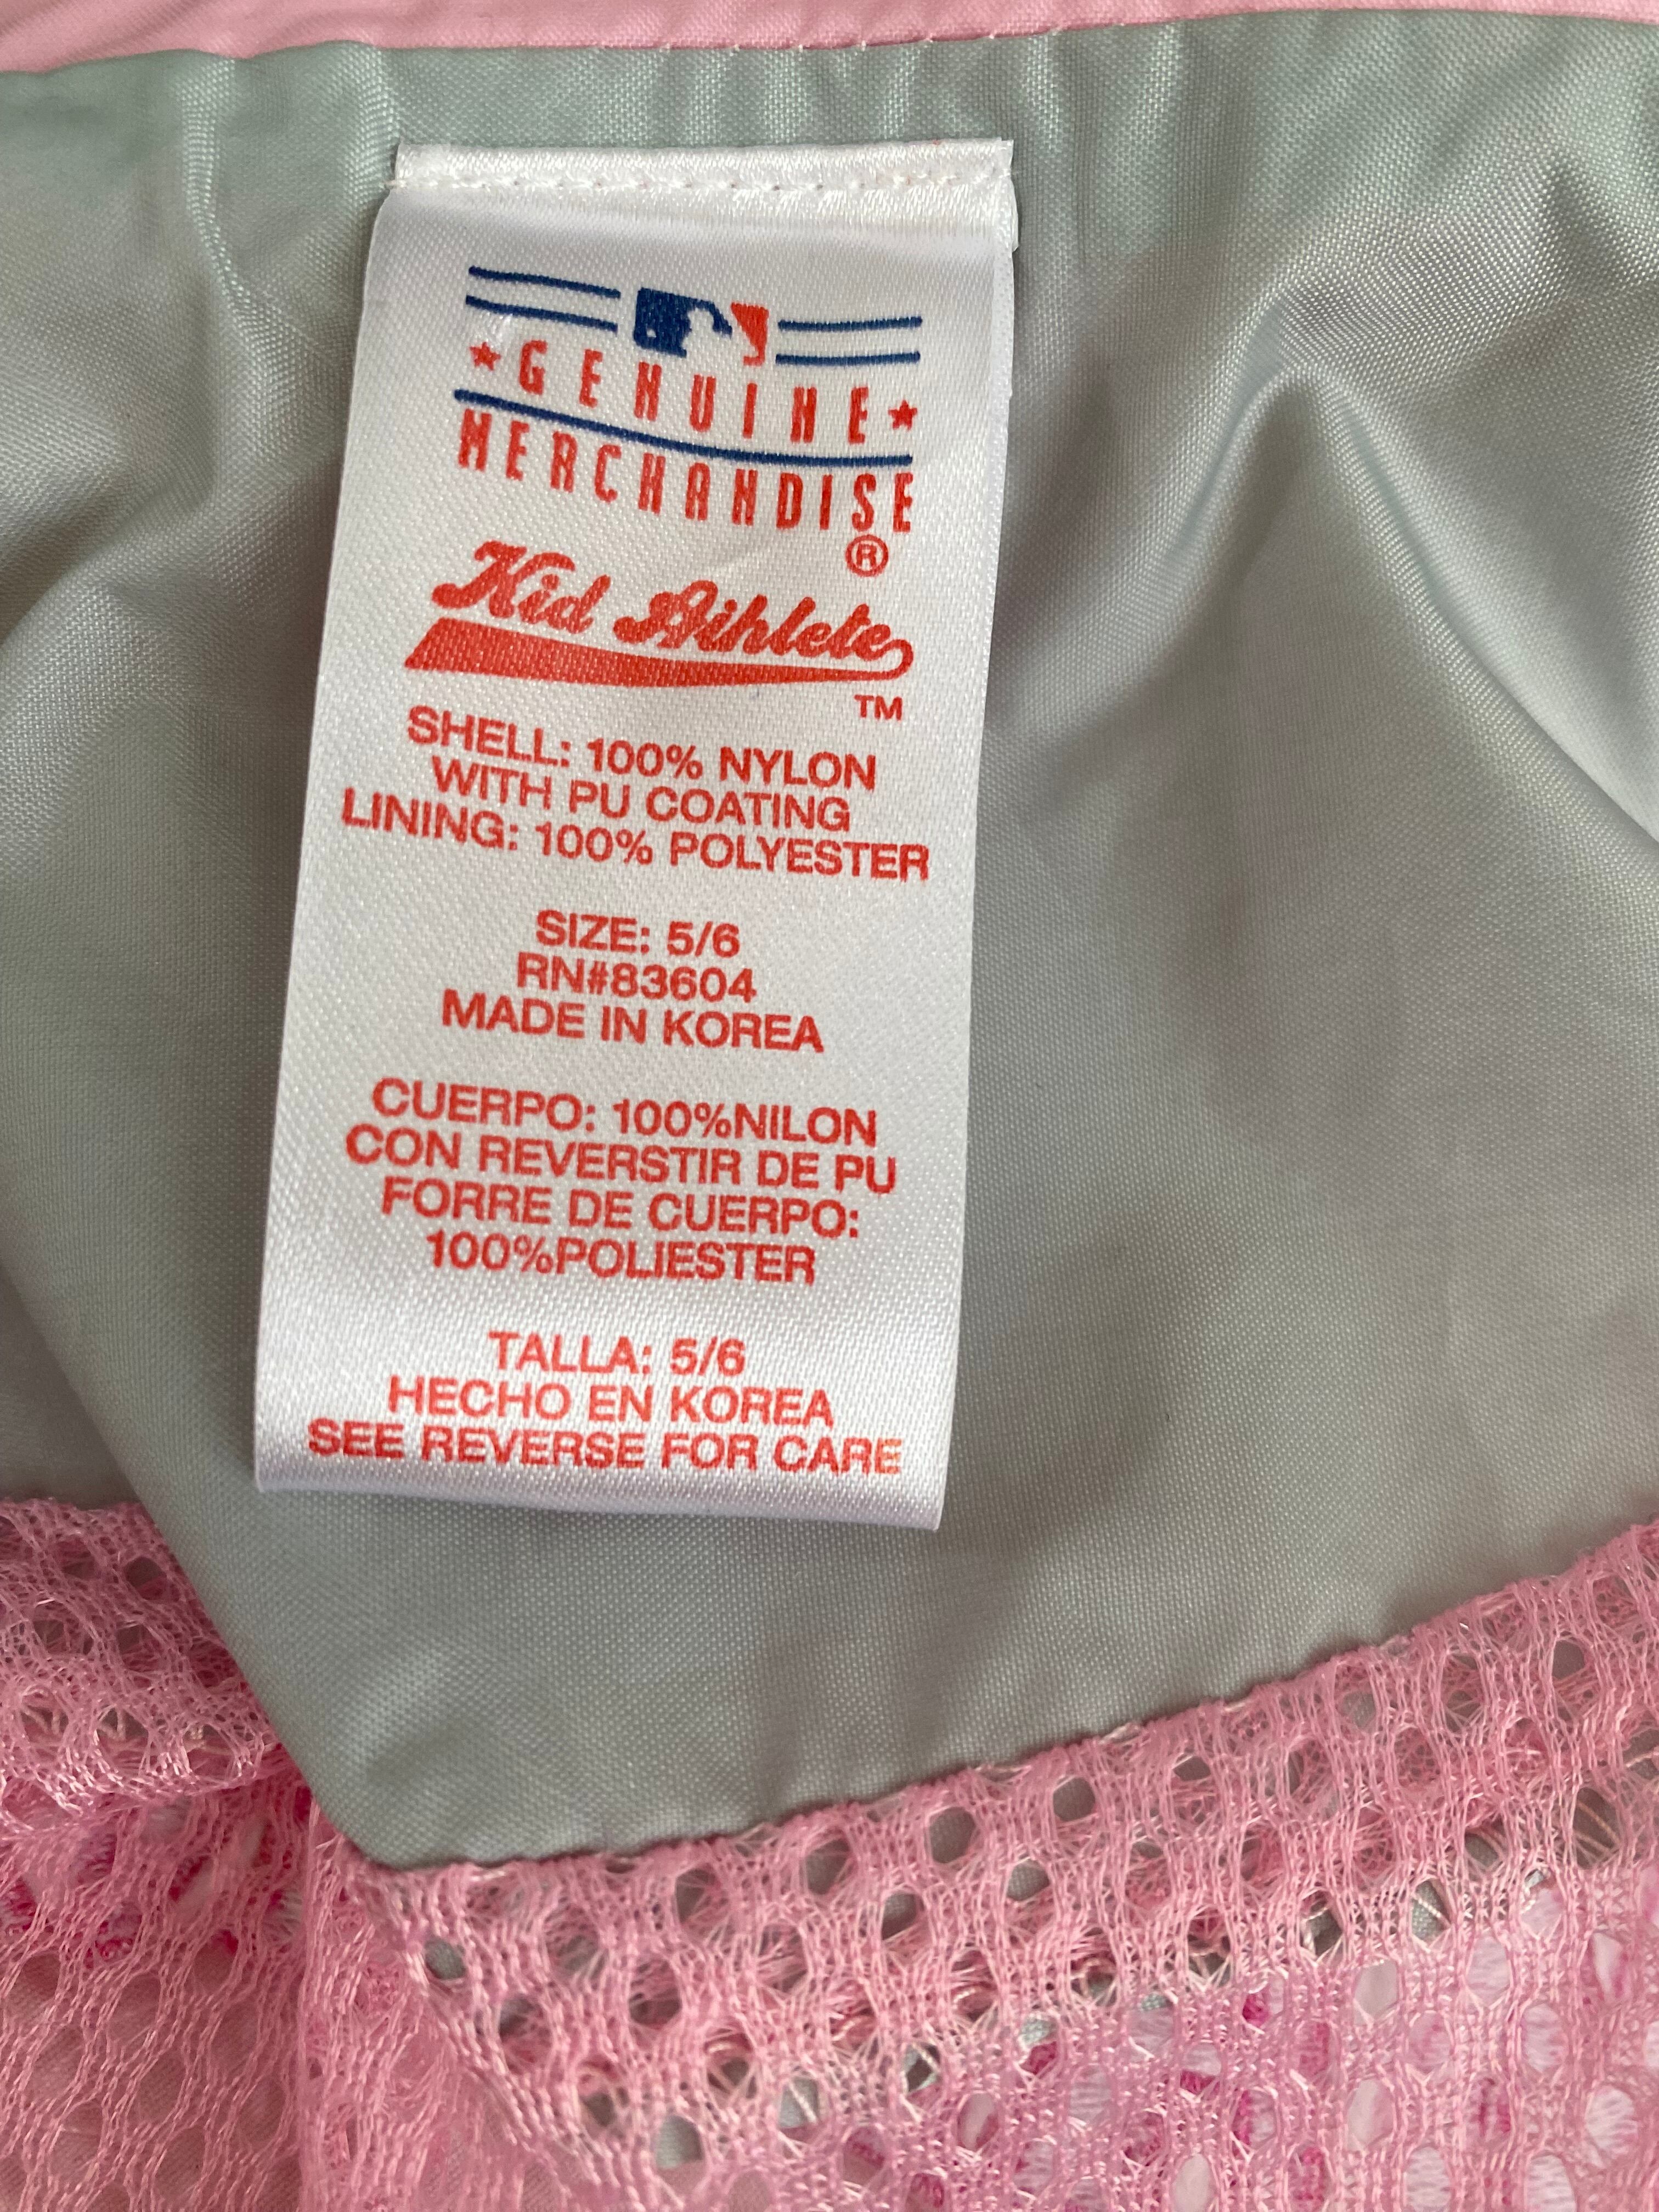 GENUINE
MERCHANDISE
®
Kid Athlete
TM
SHELL: 100% NYLON
WITH PU COATING
LINING: 100% POLYESTER
SIZE: 5/6
RN#83604
MADE IN KOREA
CUERPO: 100%NILON
CON REVERSTIR DE PU
FORRE DE CUERPO:
100%POLIESTER
TALLA: 5/6
HECHO EN KOREA
SEE REVERSE FOR CARE